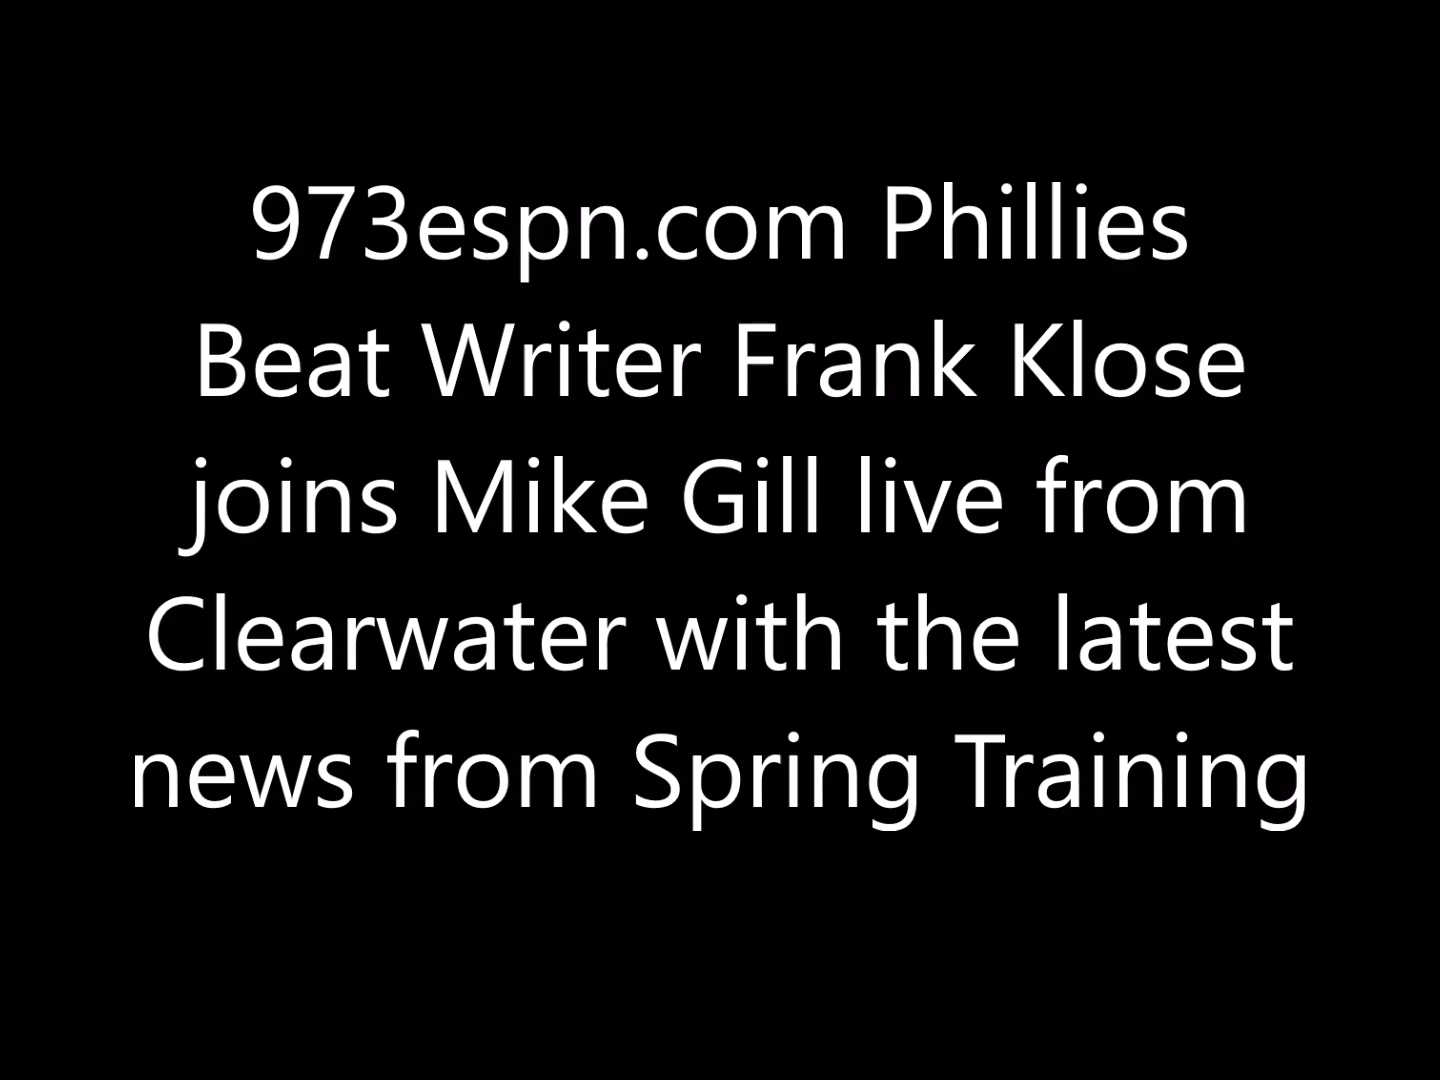 973espn.com Phillies
Beat Writer Frank Klose
joins Mike Gill live from
Clearwater with the latest
news from Spring Training